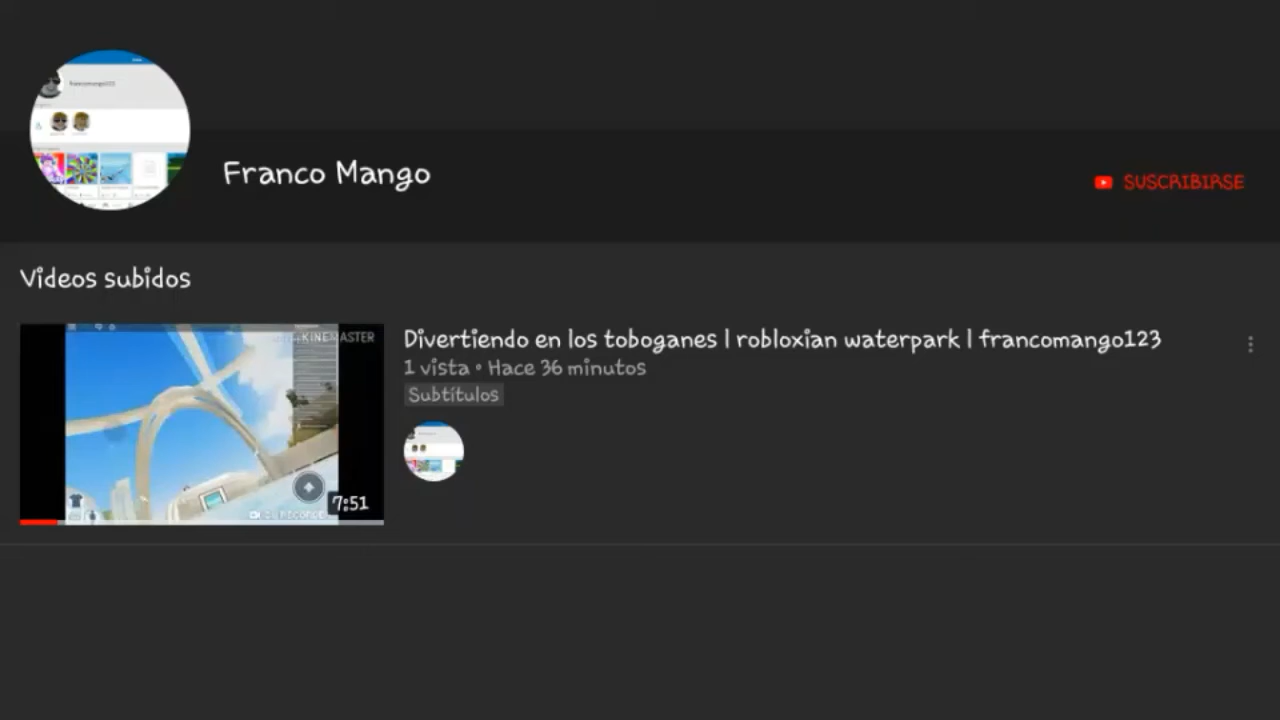 Franco Mango
SUSCRIBIRSE
Videos subidos
KINEMASTER
7:51
Divertiendo en los toboganes | robloxian waterpark | francomango123
1 vista • Hace 36 minutos
Subtítulos